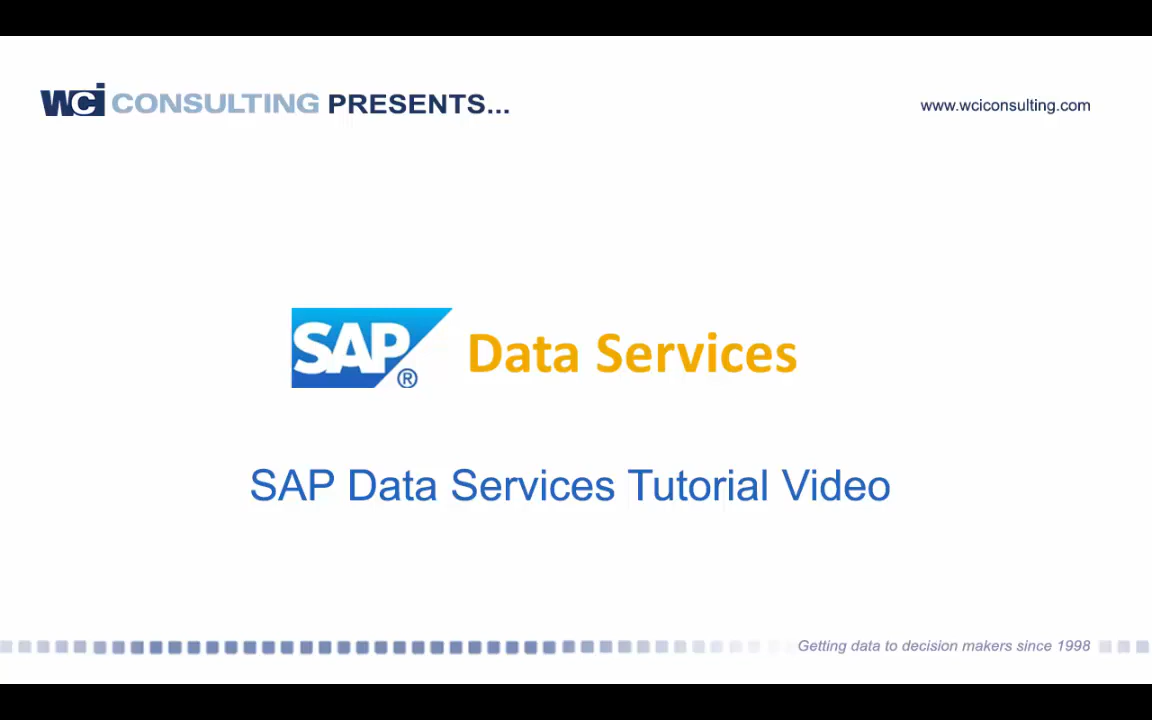 WCi CONSULTING PRESENTS...
www.wciconsulting.com
SAP® Data Services
SAP Data Services Tutorial Video
Getting data to decision makers since 1998